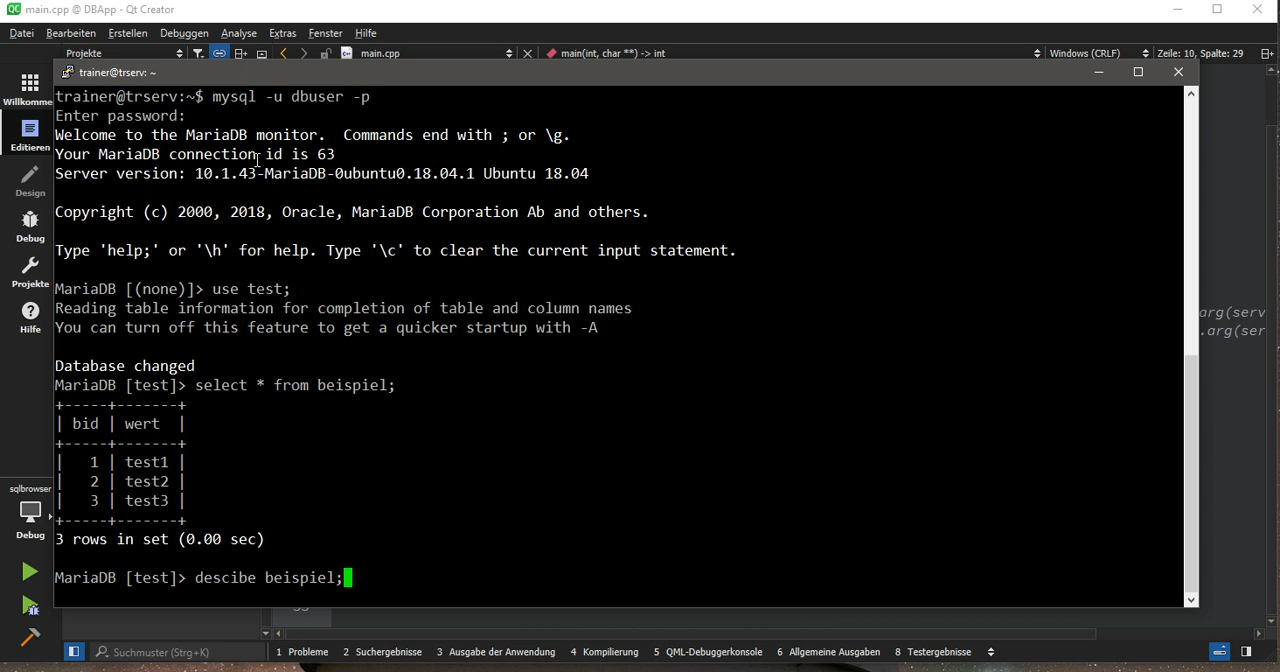 main.cpp @ DBApp - Qt Creator
Datei Bearbeiten Erstellen Debuggen Analyse Extras Fenster Hilfe
Projekte main.cpp main(int, char **) -> int Windows (CRLF) Zeile: 10, Spalte: 29
trainer@trserv: ~
Willkomme
Editieren
Design
Debug
Projekte
Hilfe
sqlbrowser
Debug
trainer@trserv:~$ mysql -u dbuser -p
Enter password:
Welcome to the MariaDB monitor.  Commands end with ; or \g.
Your MariaDB connection id is 63
Server version: 10.1.43-MariaDB-0ubuntu0.18.04.1 Ubuntu 18.04
Copyright (c) 2000, 2018, Oracle, MariaDB Corporation Ab and others.
Type 'help;' or '\h' for help. Type '\c' to clear the current input statement.
MariaDB [(none)]> use test;
Reading table information for completion of table and column names
You can turn off this feature to get a quicker startup with -A
Database changed
MariaDB [test]> select * from beispiel;
+-----+-------+
| bid | wert  |
+-----+-------+
|   1 | test1 |
|   2 | test2 |
|   3 | test3 |
+-----+-------+
3 rows in set (0.00 sec)
MariaDB [test]> descibe beispiel;
arg(serv
.arg(ser
Suchmuster (Strg+K) 1 Probleme 2 Suchergebnisse 3 Ausgabe der Anwendung 4 Kompilierung 5 QML-Debuggerkonsole 6 Allgemeine Ausgaben 8 Testergebnisse